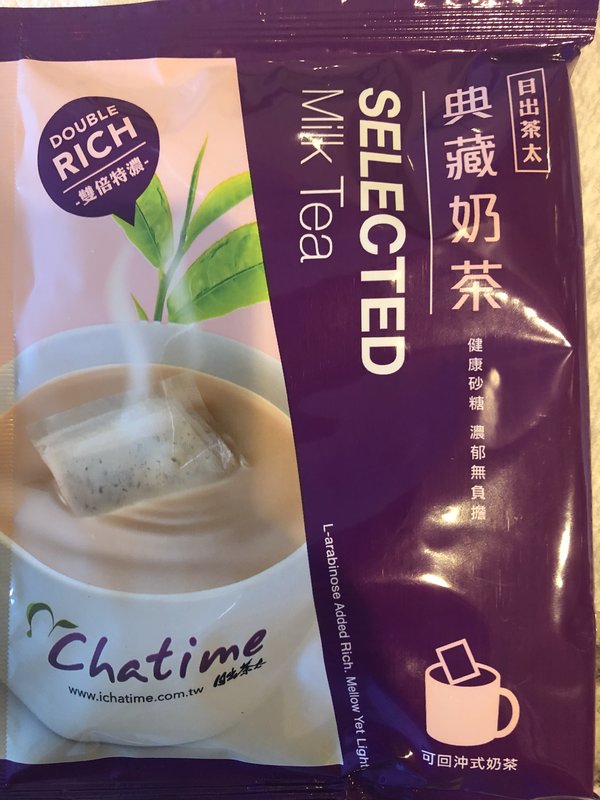 DOUBLE
RICH
-雙倍特濃-
SELECTED
Milk Tea
日出茶太
典藏奶茶
健康砂糖 濃郁無負擔
L-arabinose Added Rich. Mellow Yet Light
Chatime
日出茶太
www.ichatime.com.tw
可回沖式奶茶